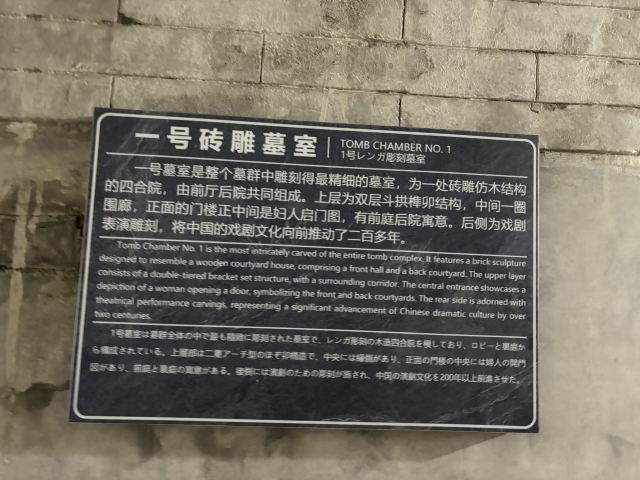 一号砖雕墓室
TOMB CHAMBER NO. 1
1号レンガ彫刻墓室
一号墓室是整个墓群中雕刻得最精细的墓室，为一处砖雕仿木结构
的四合院，由前厅后院共同组成。上层为双层斗拱榫卯结构，中间一圈
围廊，正面的门楼正中间是妇人启门图，有前庭后院寓意。后侧为戏剧
表演雕刻，将中国的戏剧文化向前推动了二百多年。
Tomb Chamber No. 1 is the most intricately carved of the entire tomb complex. It features a brick sculpture
designed to resemble a wooden courtyard house, comprising a front hall and a back courtyard. The upper layer
consists of a double-tiered bracket set structure, with a surrounding corridor. The central entrance showcases a
depiction of a woman opening a door, symbolizing the front and back courtyards. The rear side is adorned with
theatrical performance carvings, representing a significant advancement of Chinese dramatic culture by over
two centuries.
1号墓室は墓群全体の中で最も精緻に彫刻された墓室で、レンガ彫刻の木造四合院を模しており、ロビーと裏庭か
ら構成されている。上層部は二重アーチ型のほぞ卯構造で、中央には縁側があり、正面の門楼の中央には婦人の開門
図があり、前庭と裏庭の寓意がある。後側には演劇のための彫刻が施され、中国の演劇文化を200年以上前進させた。